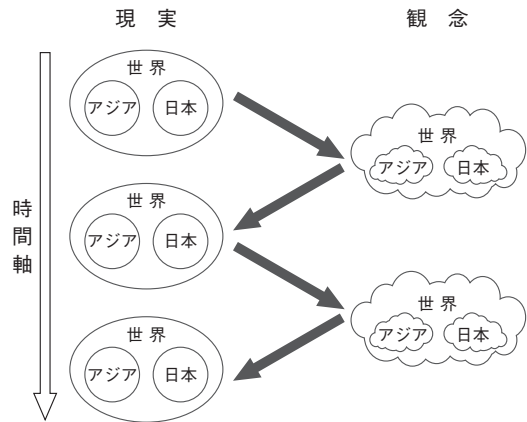 現 実
観 念
世 界
アジア 日本
世 界
アジア 日本
世 界
アジア 日本
時間軸
世 界
アジア 日本
世 界
アジア 日本